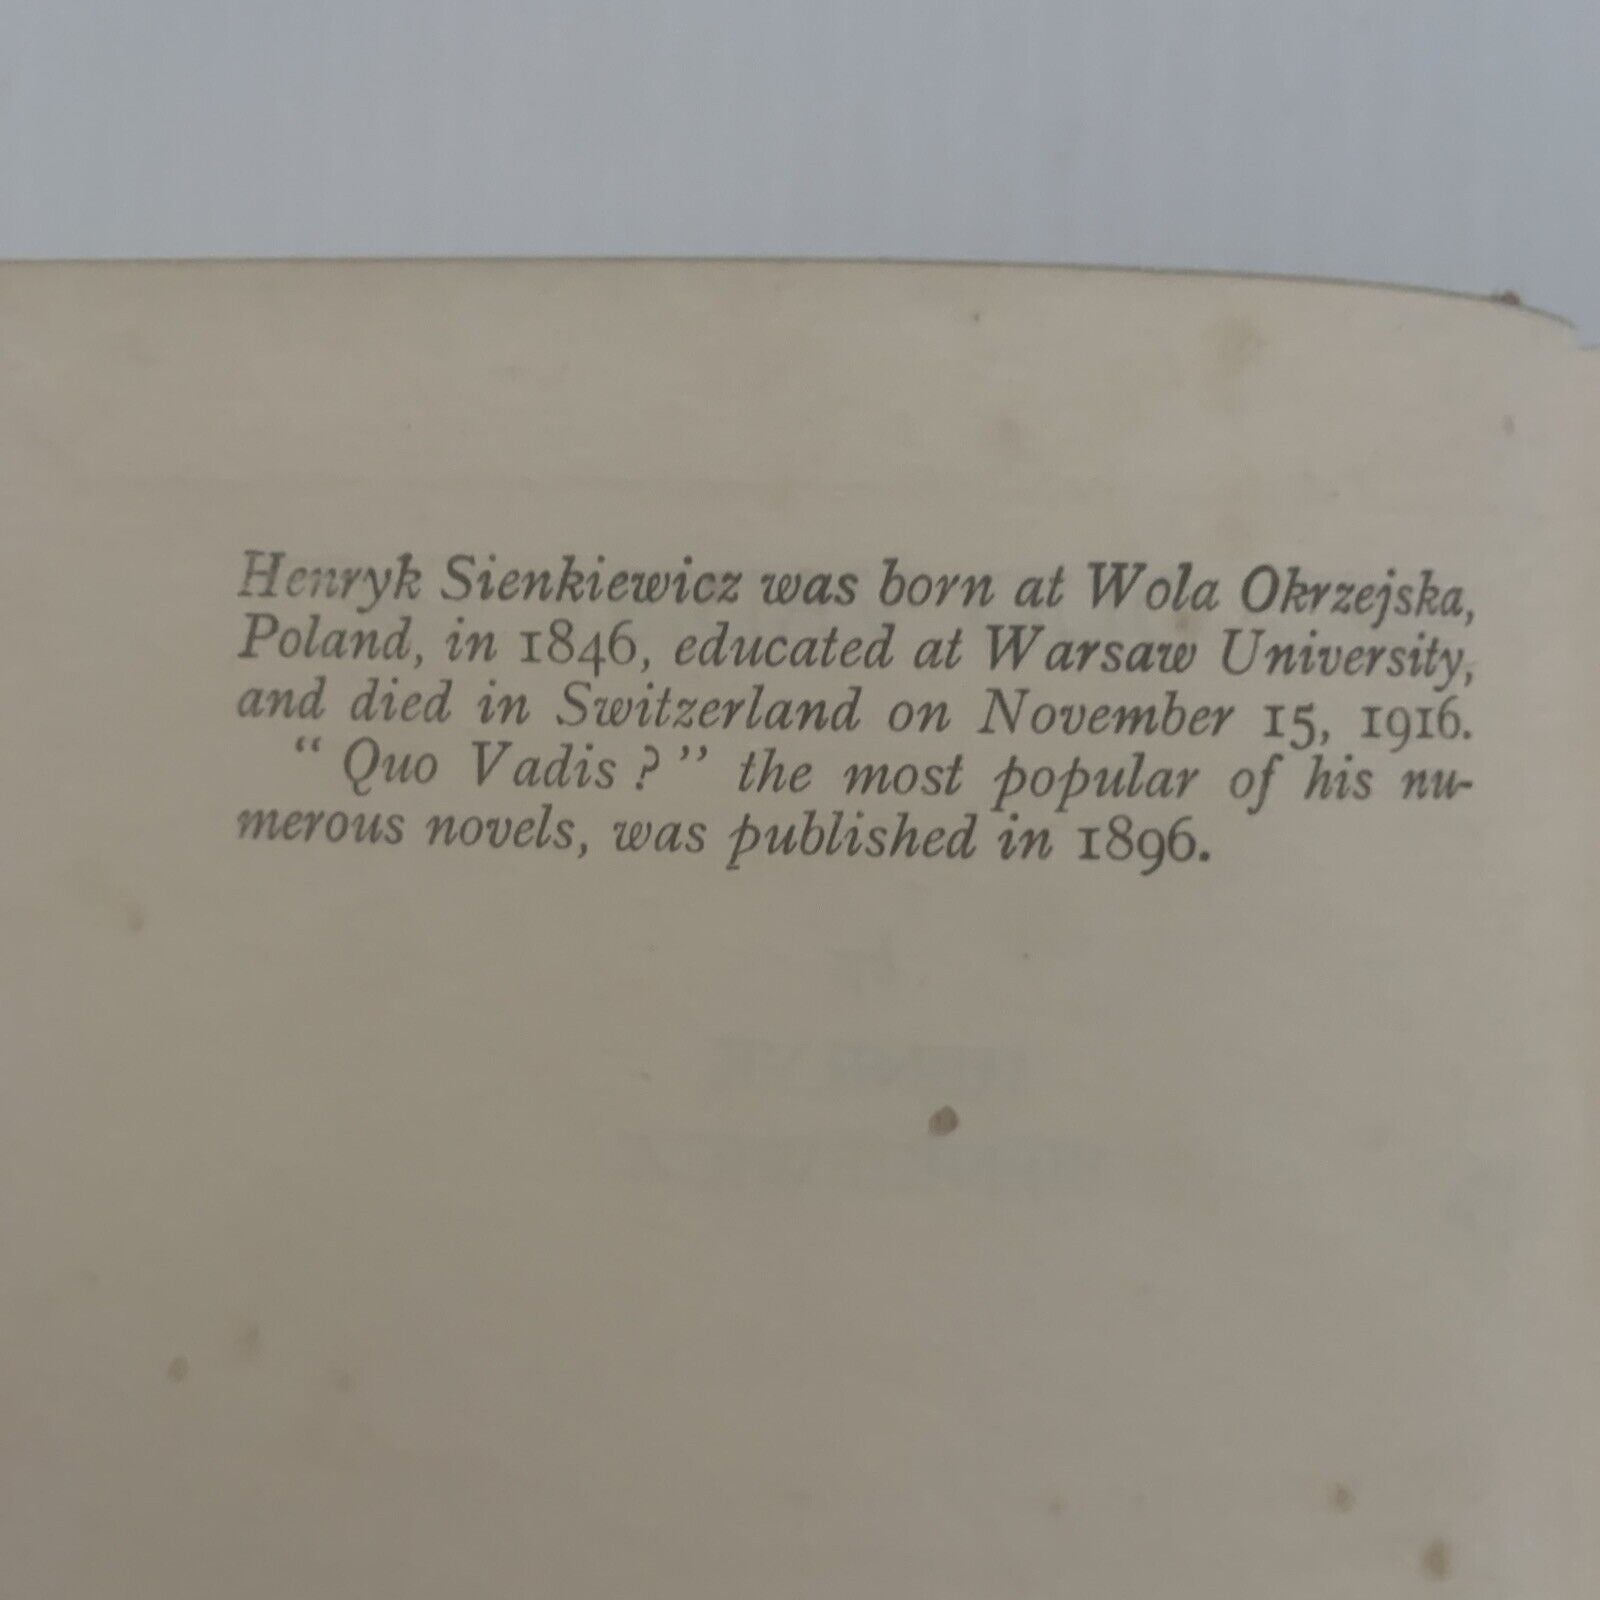 Henryk Sienkiewicz was born at Wola Okrzejska,
Poland, in 1846, educated at Warsaw University,
and died in Switzerland on November 15, 1916.
“ Quo Vadis ? ” the most popular of his nu-
merous novels, was published in 1896.